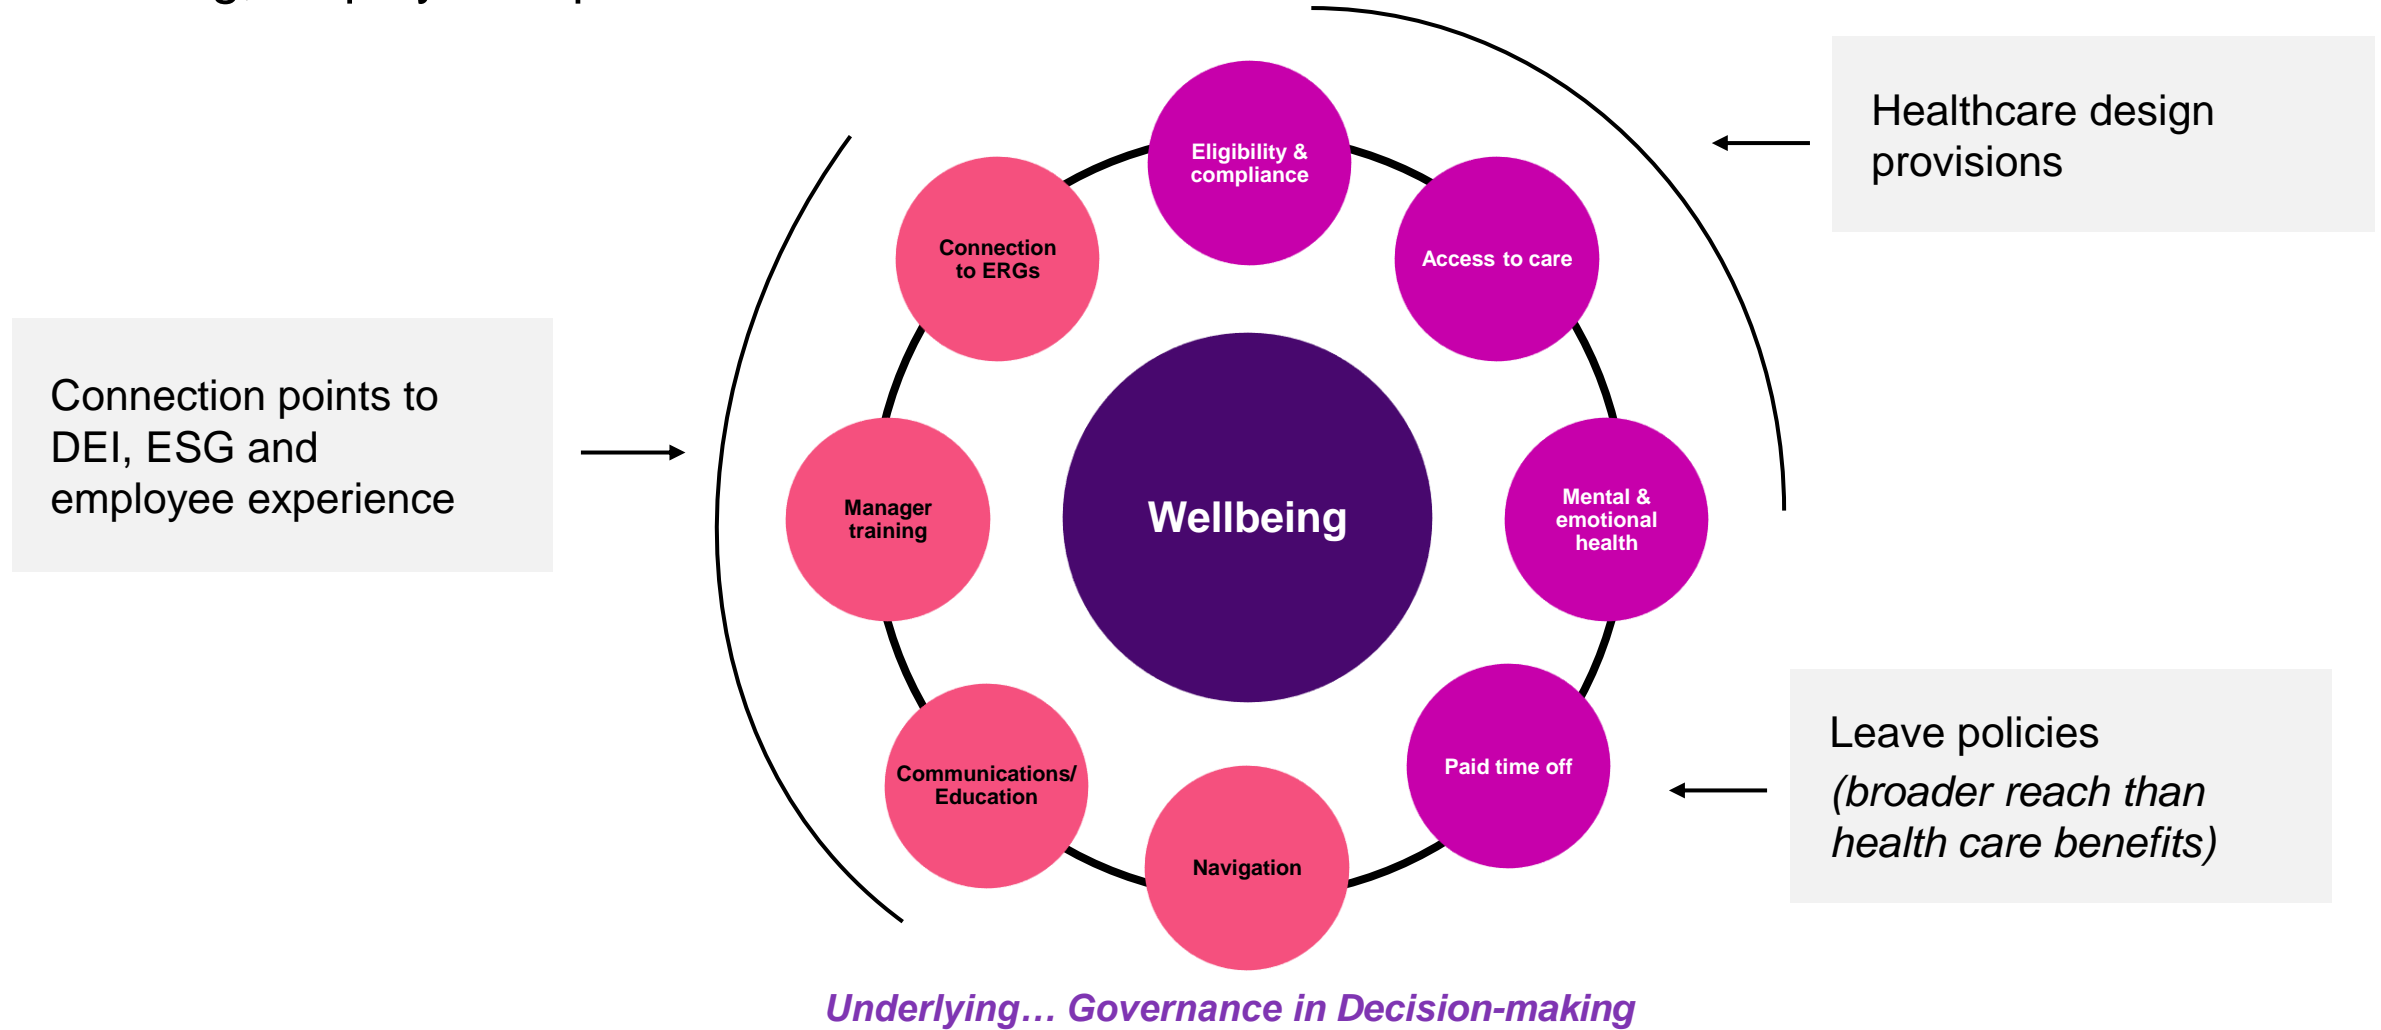 Eligibility &
compliance
Healthcare design
provisions
Connection
to ERGs
Access to care
Connection points to
DEI, ESG and
employee experience
Manager
training
Wellbeing
Mental &
emotional
health
Communications/
Education
Navigation
Paid time off
Leave policies
(broader reach than
health care benefits)
Underlying… Governance in Decision-making